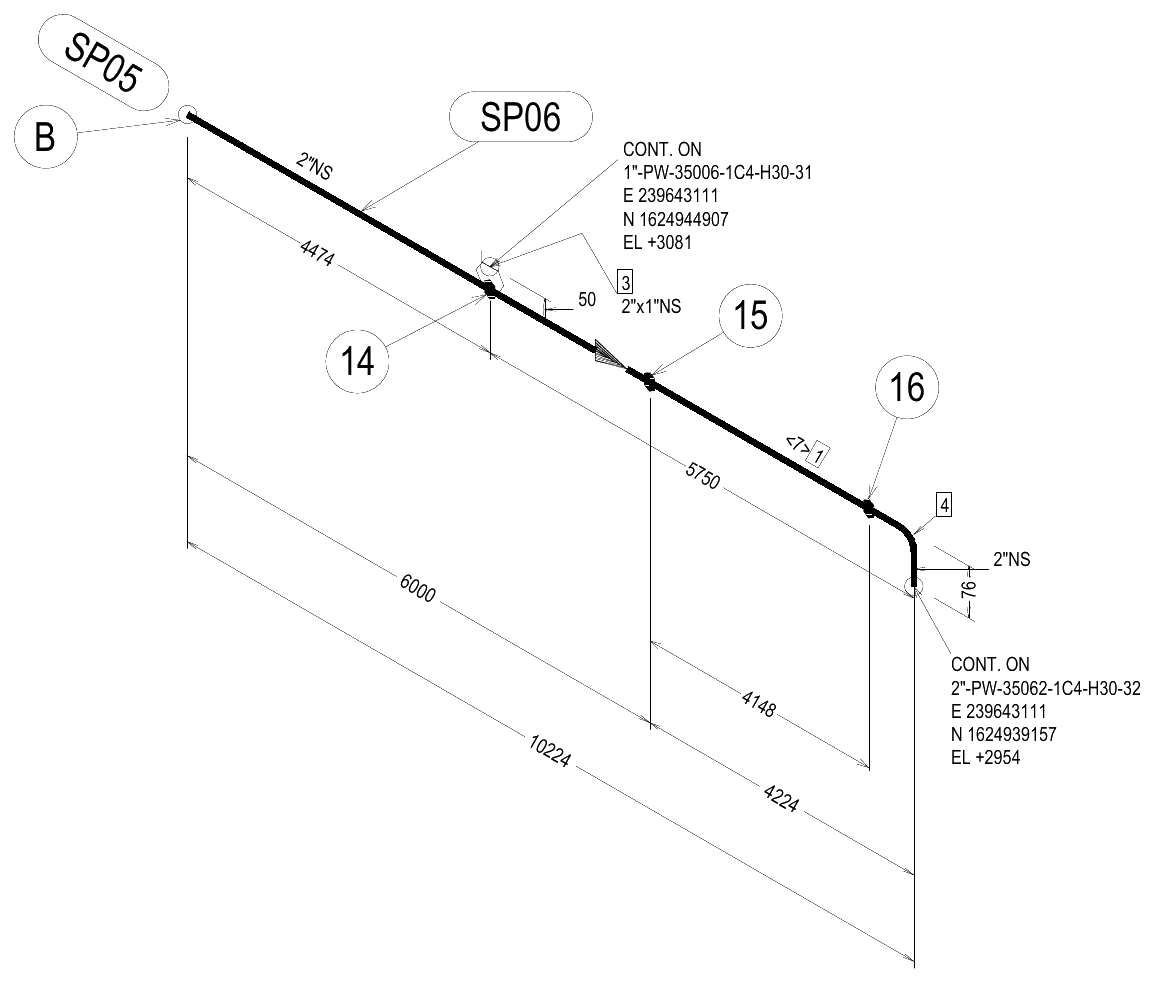 SP05
B
SP06
2"NS
CONT. ON
1"-PW-35006-1C4-H30-31
E 239643111
N 1624944907
EL +3081
4474
3
2"x1"NS
50
14
15
16
<7> 1
5750
4
2"NS
76
6000
CONT. ON
2"-PW-35062-1C4-H30-32
E 239643111
N 1624939157
EL +2954
4148
10224
4224